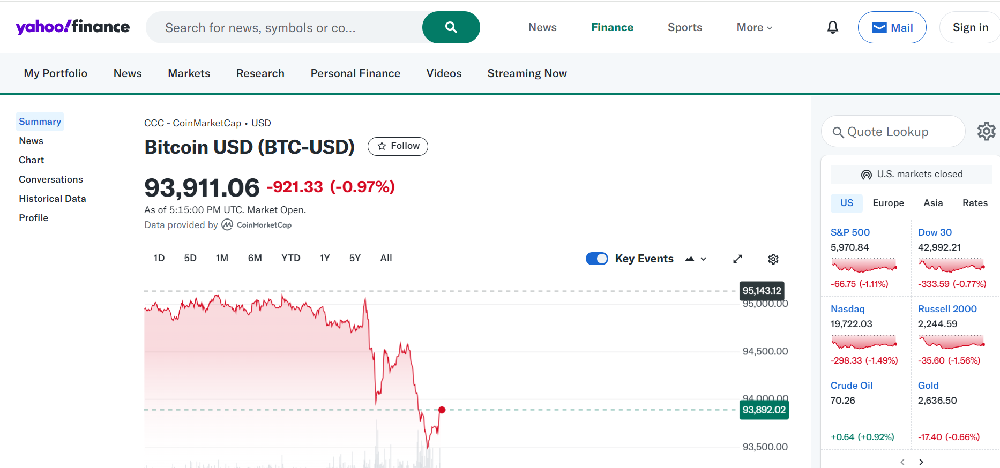 yahoo!finance
Search for news, symbols or co...
News Finance Sports More
Mail
Sign in
My Portfolio News Markets Research Personal Finance Videos Streaming Now
Summary
News
Chart
Conversations
Historical Data
Profile
CCC - CoinMarketCap • USD
Bitcoin USD (BTC-USD)
Follow
93,911.06 -921.33 (-0.97%)
As of 5:15:00 PM UTC. Market Open.
Data provided by CoinMarketCap
1D 5D 1M 6M YTD 1Y 5Y All
Key Events
95,143.12
95,000.00
94,500.00
94,000.00
93,892.02
93,500.00
Quote Lookup
U.S. markets closed
US Europe Asia Rates
S&P 500
5,970.84
-66.75 (-1.11%)
Dow 30
42,992.21
-333.59 (-0.77%)
Nasdaq
19,722.03
-298.33 (-1.49%)
Russell 2000
2,244.59
-35.60 (-1.56%)
Crude Oil
70.26
+0.64 (+0.92%)
Gold
2,636.50
-17.40 (-0.66%)